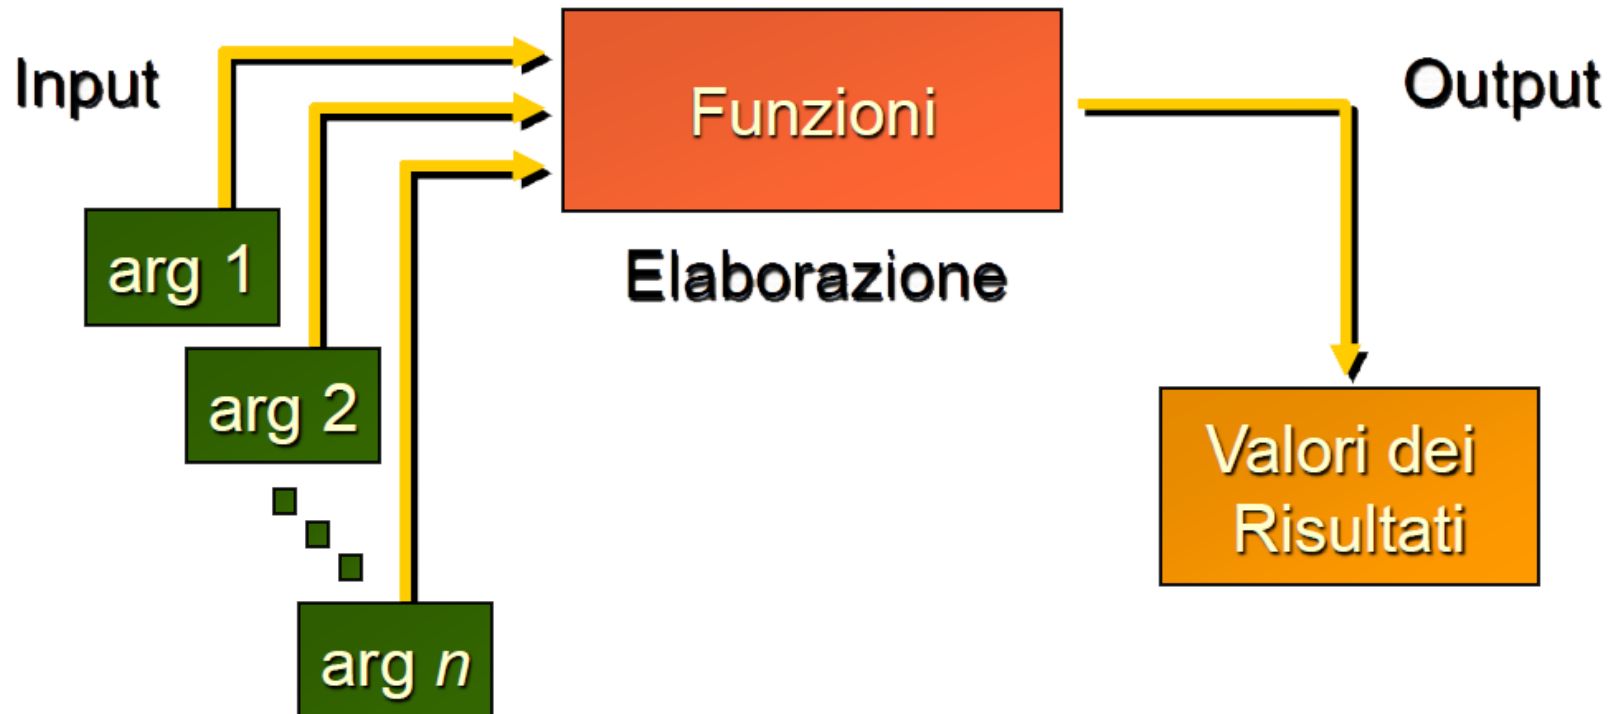 Input
Funzioni
Output
Elaborazione
arg 1
arg 2
arg n
Valori dei
Risultati